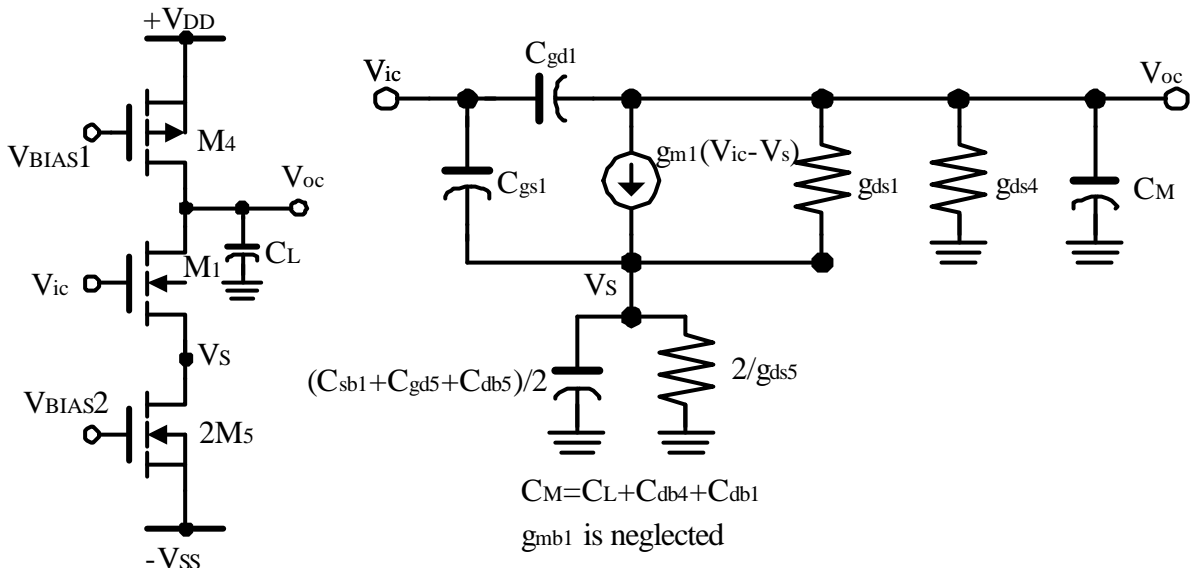 +VDD
VBIAS1
M4
Voc
CL
M1
Vic
VS
VBIAS2
2M5
-VSS
Vic
Cgd1
Voc
Cgs1
gm1(Vic-Vs)
gds1
gds4
CM
VS
(Csb1+Cgd5+Cdb5)/2
2/gds5
CM=CL+Cdb4+Cdb1
gmb1 is neglected